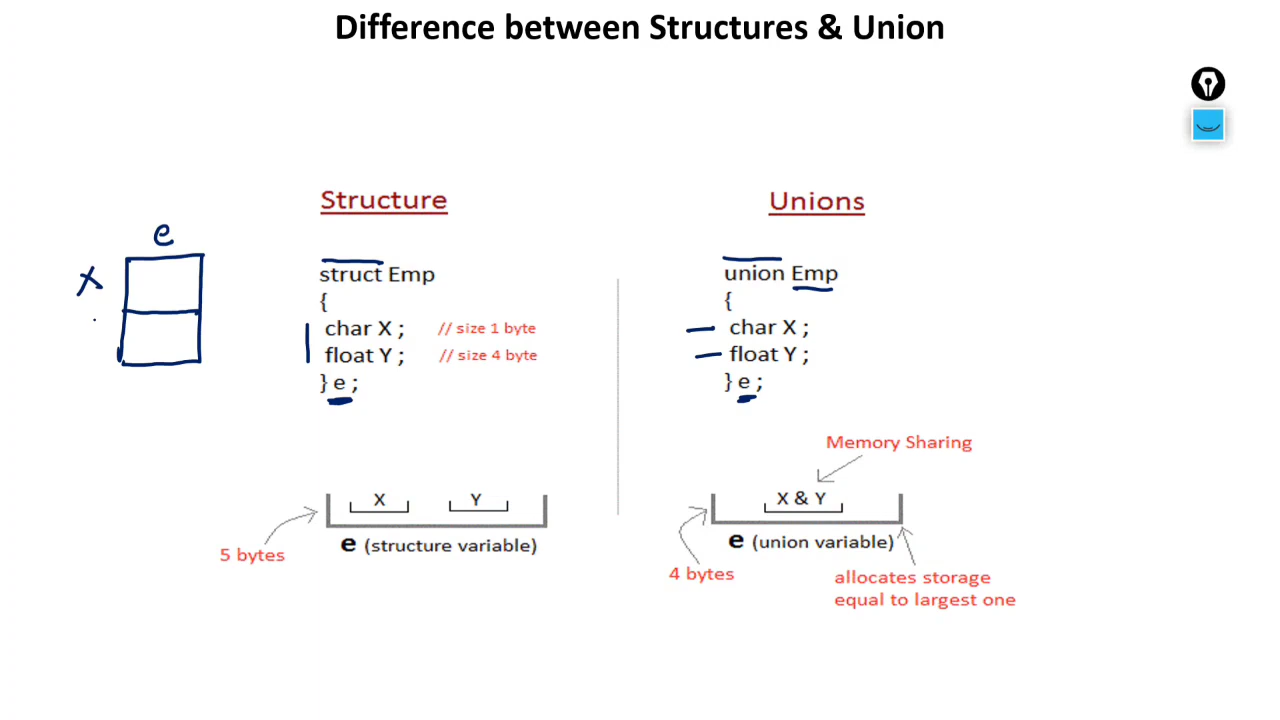 Difference between Structures & Union
Structure
struct Emp
{
char X ; // size 1 byte
float Y ; // size 4 byte
} e ;
X Y
5 bytes
e (structure variable)
e
X
Unions
union Emp
{
char X ;
float Y ;
} e ;
Memory Sharing
X & Y
e (union variable)
4 bytes
allocates storage
equal to largest one